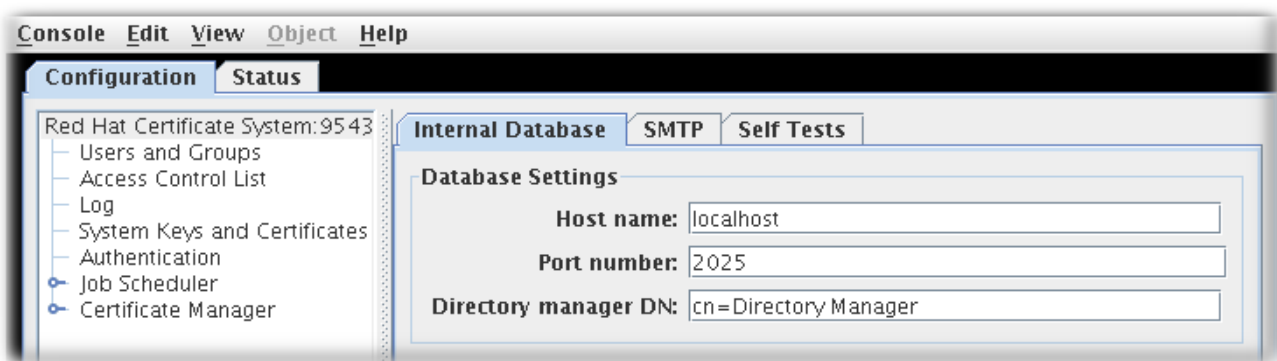 Console Edit View Object Help
Configuration Status
Red Hat Certificate System:9543
Users and Groups
Access Control List
Log
System Keys and Certificates
Authentication
Job Scheduler
Certificate Manager
Internal Database SMTP Self Tests
Database Settings
Host name: localhost
Port number: 2025
Directory manager DN: cn=Directory Manager